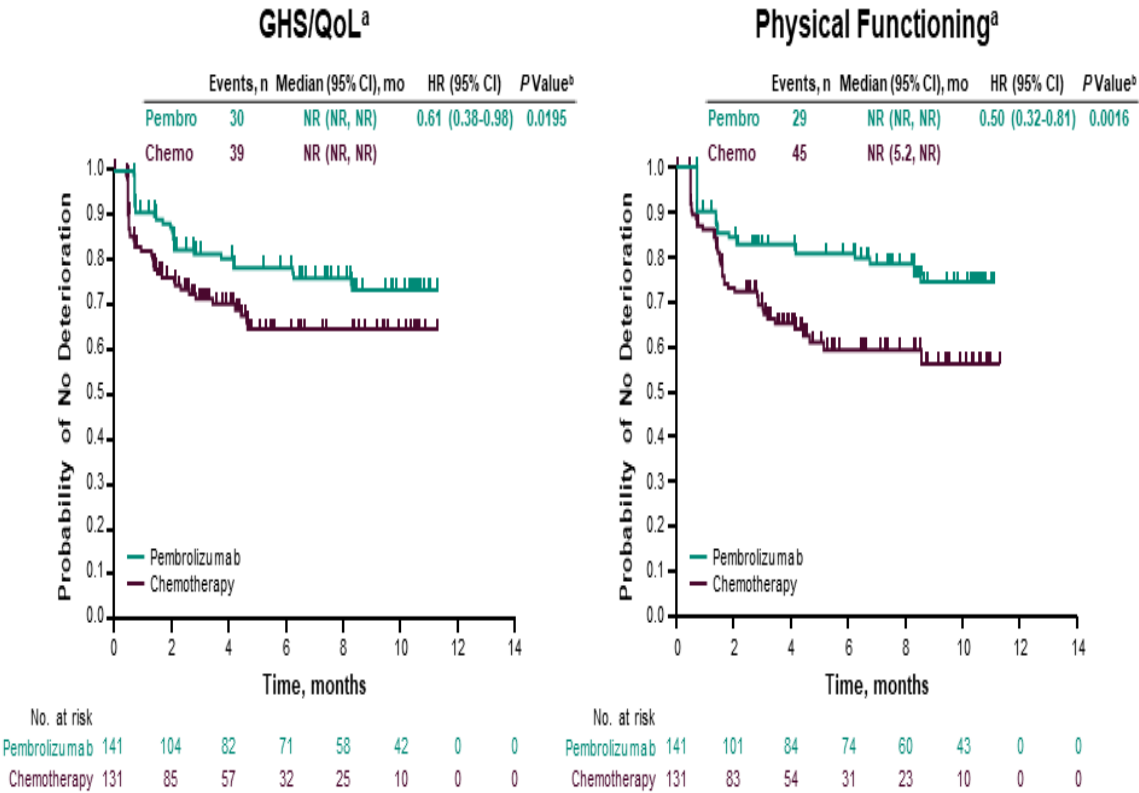 GHS/QoLᵃ
Events, n Median (95% CI), mo HR (95% CI) P Valueᵇ
Pembro 30 NR (NR, NR) 0.61 (0.38-0.98) 0.0195
Chemo 39 NR (NR, NR)
Probability of No Deterioration
1.0
0.9
0.8
0.7
0.6
0.5
0.4
0.3
0.2
0.1
0.0
Pembrolizumab
Chemotherapy
0 2 4 6 8 10 12 14
Time, months
No. at risk
Pembrolizumab 141 104 82 71 58 42 0 0
Chemotherapy 131 85 57 32 25 10 0 0
Physical Functioningᵃ
Events, n Median (95% CI), mo HR (95% CI) P Valueᵇ
Pembro 29 NR (NR, NR) 0.50 (0.32-0.81) 0.0016
Chemo 45 NR (5.2, NR)
Probability of No Deterioration
1.0
0.9
0.8
0.7
0.6
0.5
0.4
0.3
0.2
0.1
0.0
Pembrolizumab
Chemotherapy
0 2 4 6 8 10 12 14
Time, months
No. at risk
Pembrolizumab 141 101 84 74 60 43 0 0
Chemotherapy 131 83 54 31 23 10 0 0